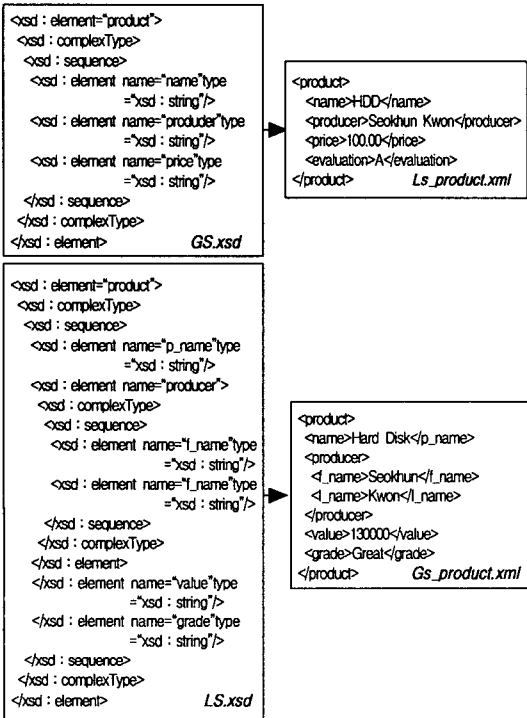 <xsd : element="product">
<xsd : complexType>
<xsd : sequence>
<xsd : element name="name"type
="xsd : string"/>
<xsd : element name="produder"type
="xsd : string"/>
<xsd : element name="price"type
="xsd : string"/>
</xsd : sequence>
</xsd : complexType>
</xsd : element> GS.xsd
<product>
<name>HDD</name>
<producer>Seokhun Kwon</producer>
<price>100.00</price>
<evaluation>A</evaluation>
</product> Ls_product.xml
<xsd : element="product">
<xsd : complexType>
<xsd : sequence>
<xsd : element name="p_name"type
="xsd : string"/>
<xsd : element name="producer">
<xsd : complexType>
<xsd : sequence>
<xsd : element name="f_name"type
="xsd : string"/>
<xsd : element name="f_name"type
="xsd : string"/>
</xsd : sequence>
</xsd : complexType>
</xsd : element>
</xsd : element name="value"type
="xsd : string"/>
</xsd : element name="grade"type
="xsd : string"/>
</xsd : sequence>
</xsd : complexType>
</xsd : element> LS.xsd
<product>
<name>Hard Disk</p_name>
<producer>
<f_name>Seokhun</f_name>
<l_name>Kwon</l_name>
</producer>
<value>130000</value>
<grade>Great</grade>
</product> Gs_product.xml